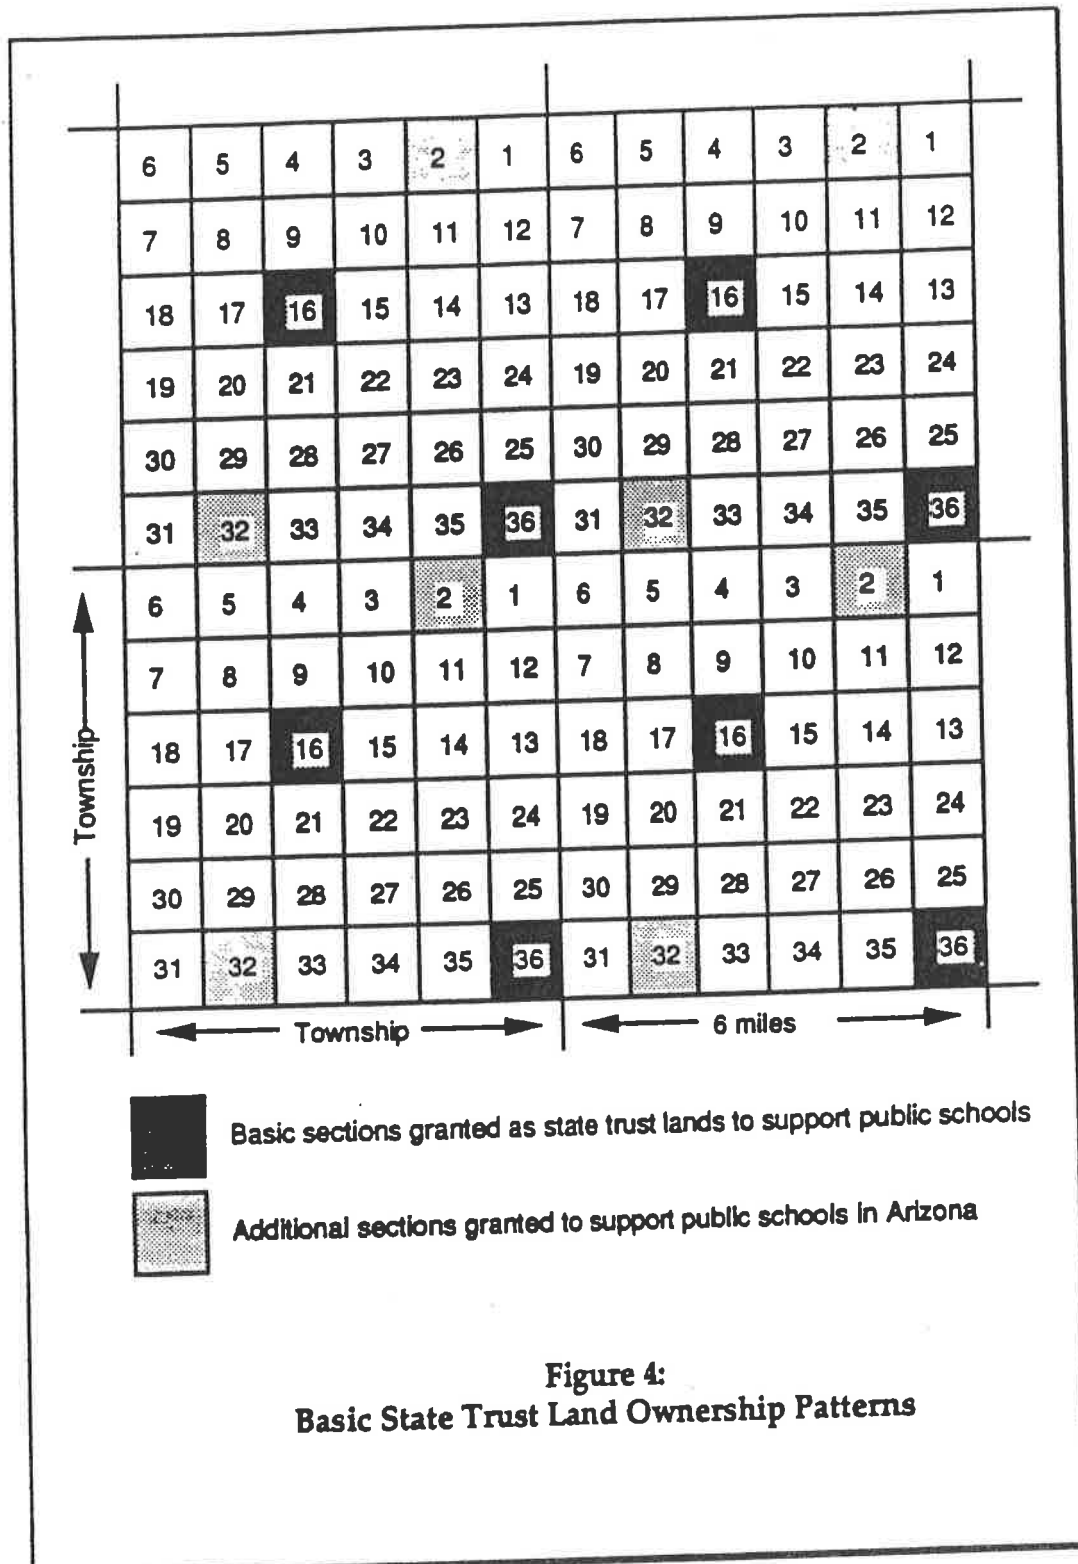 6 5 4 3 2 1 6 5 4 3 2 1
7 8 9 10 11 12 7 8 9 10 11 12
18 17 16 15 14 13 18 17 16 15 14 13
19 20 21 22 23 24 19 20 21 22 23 24
30 29 28 27 26 25 30 29 28 27 26 25
31 32 33 34 35 36 31 32 33 34 35 36
6 5 4 3 2 1 6 5 4 3 2 1
7 8 9 10 11 12 7 8 9 10 11 12
18 17 16 15 14 13 18 17 16 15 14 13
19 20 21 22 23 24 19 20 21 22 23 24
30 29 28 27 26 25 30 29 28 27 26 25
31 32 33 34 35 36 31 32 33 34 35 36
Township
Township
6 miles
Basic sections granted as state trust lands to support public schools
Additional sections granted to support public schools in Arizona
Figure 4:
Basic State Trust Land Ownership Patterns